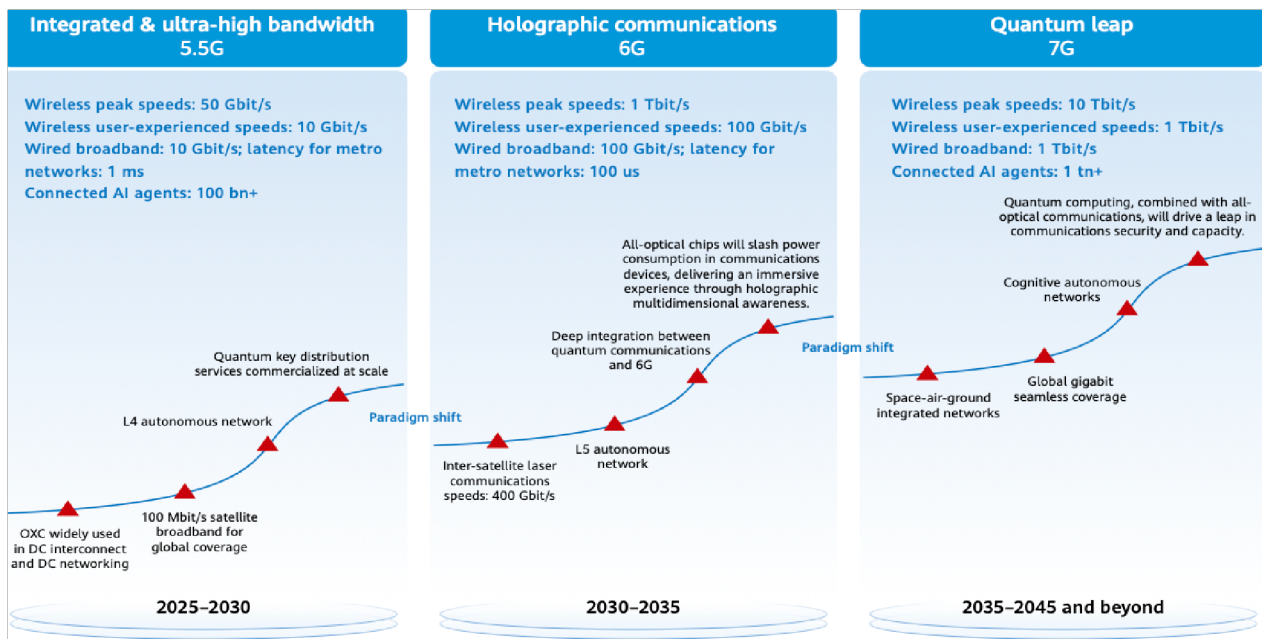 Integrated & ultra-high bandwidth
5.5G
Wireless peak speeds: 50 Gbit/s
Wireless user-experienced speeds: 10 Gbit/s
Wired broadband: 10 Gbit/s; latency for metro
networks: 1 ms
Connected AI agents: 100 bn+
Quantum key distribution
services commercialized at scale
L4 autonomous network
100 Mbit/s satellite
broadband for
global coverage
OXC widely used
in DC interconnect
and DC networking
2025–2030
Paradigm shift
Holographic communications
6G
Wireless peak speeds: 1 Tbit/s
Wireless user-experienced speeds: 100 Gbit/s
Wired broadband: 100 Gbit/s; latency for
metro networks: 100 us
All-optical chips will slash power
consumption in communications
devices, delivering an immersive
experience through holographic
multidimensional awareness.
Deep integration between
quantum communications
and 6G
L5 autonomous
network
Inter-satellite laser
communications
speeds: 400 Gbit/s
2030–2035
Paradigm shift
Quantum leap
7G
Wireless peak speeds: 10 Tbit/s
Wireless user-experienced speeds: 1 Tbit/s
Wired broadband: 1 Tbit/s
Connected AI agents: 1 tn+
Quantum computing, combined with all-
optical communications, will drive a leap in
communications security and capacity.
Cognitive autonomous
networks
Global gigabit
seamless coverage
Space-air-ground
integrated networks
2035–2045 and beyond